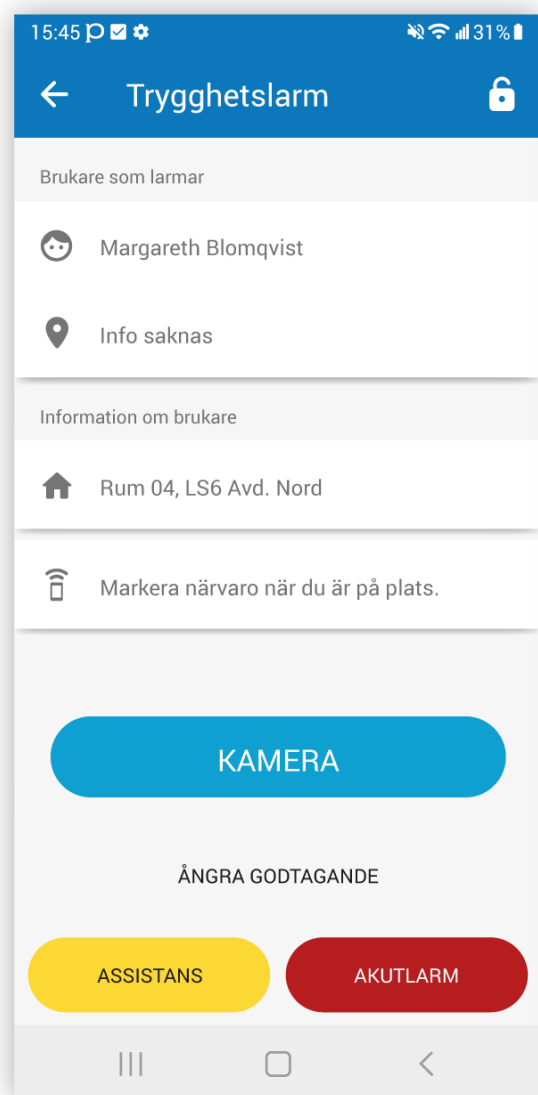 15:45 31%
Trygghetslarm
Brukare som larmar
Margareth Blomqvist
Info saknas
Information om brukare
Rum 04, LS6 Avd. Nord
Markera närvaro när du är på plats.
KAMERA
ÅNGRA GODTAGANDE
ASSISTANS AKUTLARM